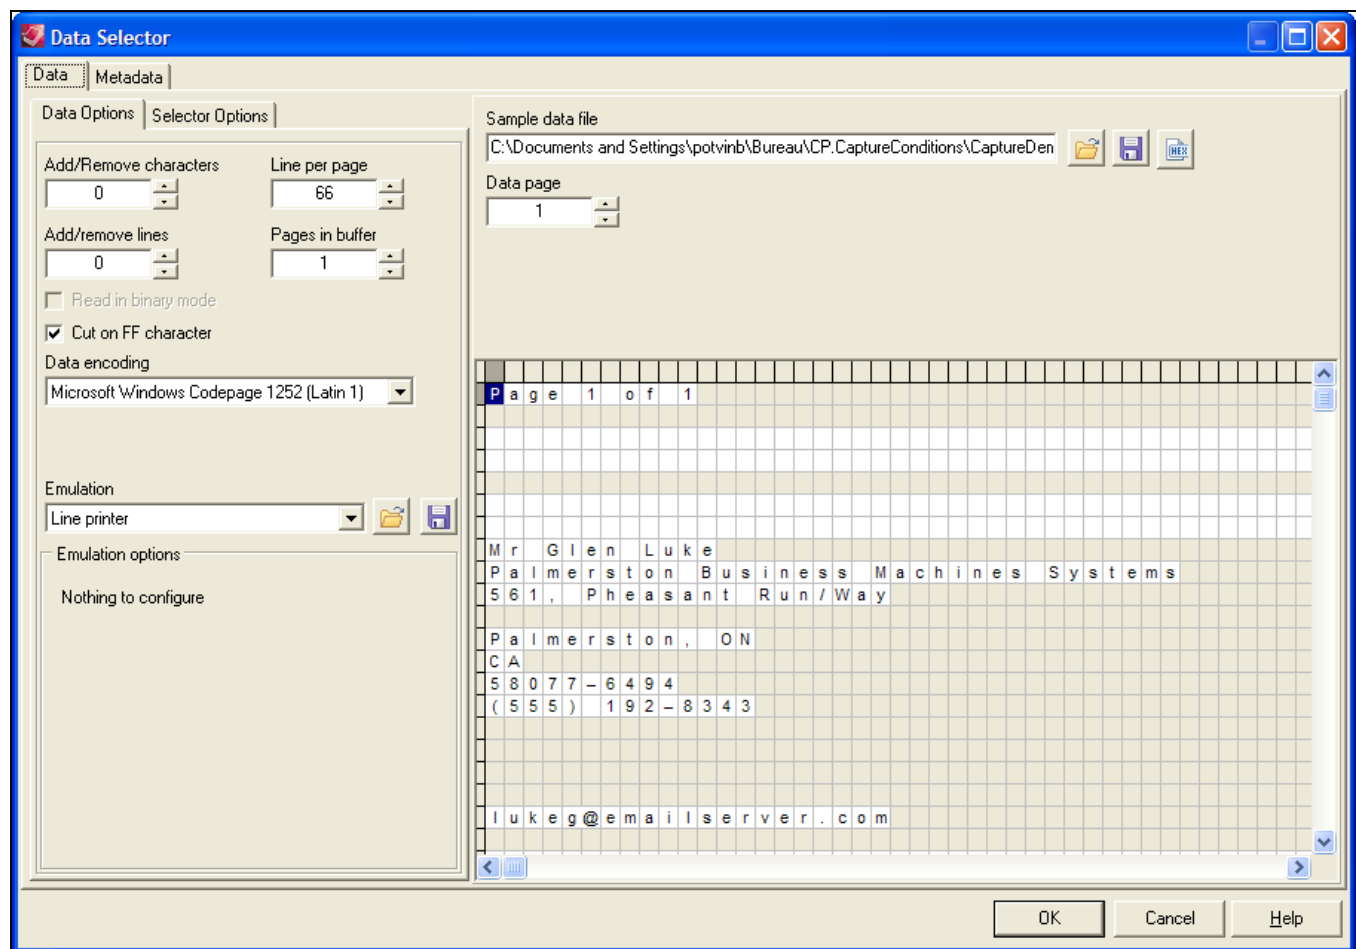 Data Selector
Data
Metadata
Data Options
Selector Options
Add/Remove characters
Line per page
0
66
Add/remove lines
Pages in buffer
0
1
Read in binary mode
Cut on FF character
Data encoding
Microsoft Windows Codepage 1252 (Latin 1)
Emulation
Line printer
Emulation options
Nothing to configure
Sample data file
C:\Documents and Settings\potvinb\Bureau\CP.CaptureConditions\CaptureDen
HEX
Data page
1
Page 1 of 1
Mr Glen Luke
Palmerston Business Machines Systems
561, Pheasant Run/Way
Palmerston, ON
CA
58077-6494
(555) 192-8343
lukeg@emailserver.com
OK
Cancel
Help